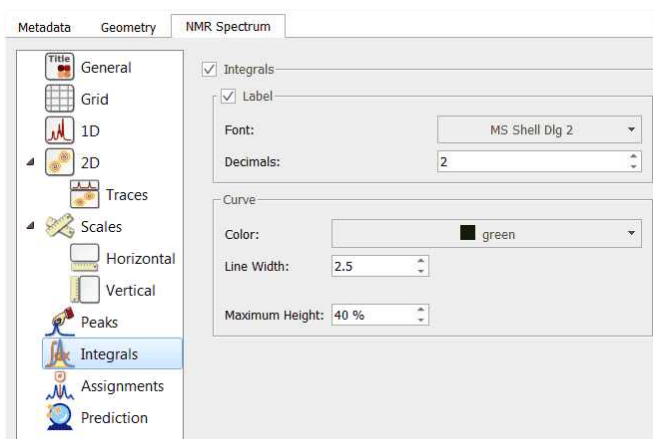 Metadata Geometry NMR Spectrum
Title
General
Grid
1D
2D
Traces
Scales
Horizontal
Vertical
Peaks
Integrals
Assignments
Prediction
Integrals
Label
Font: MS Shell Dlg 2
Decimals: 2
Curve
Color: green
Line Width: 2.5
Maximum Height: 40 %